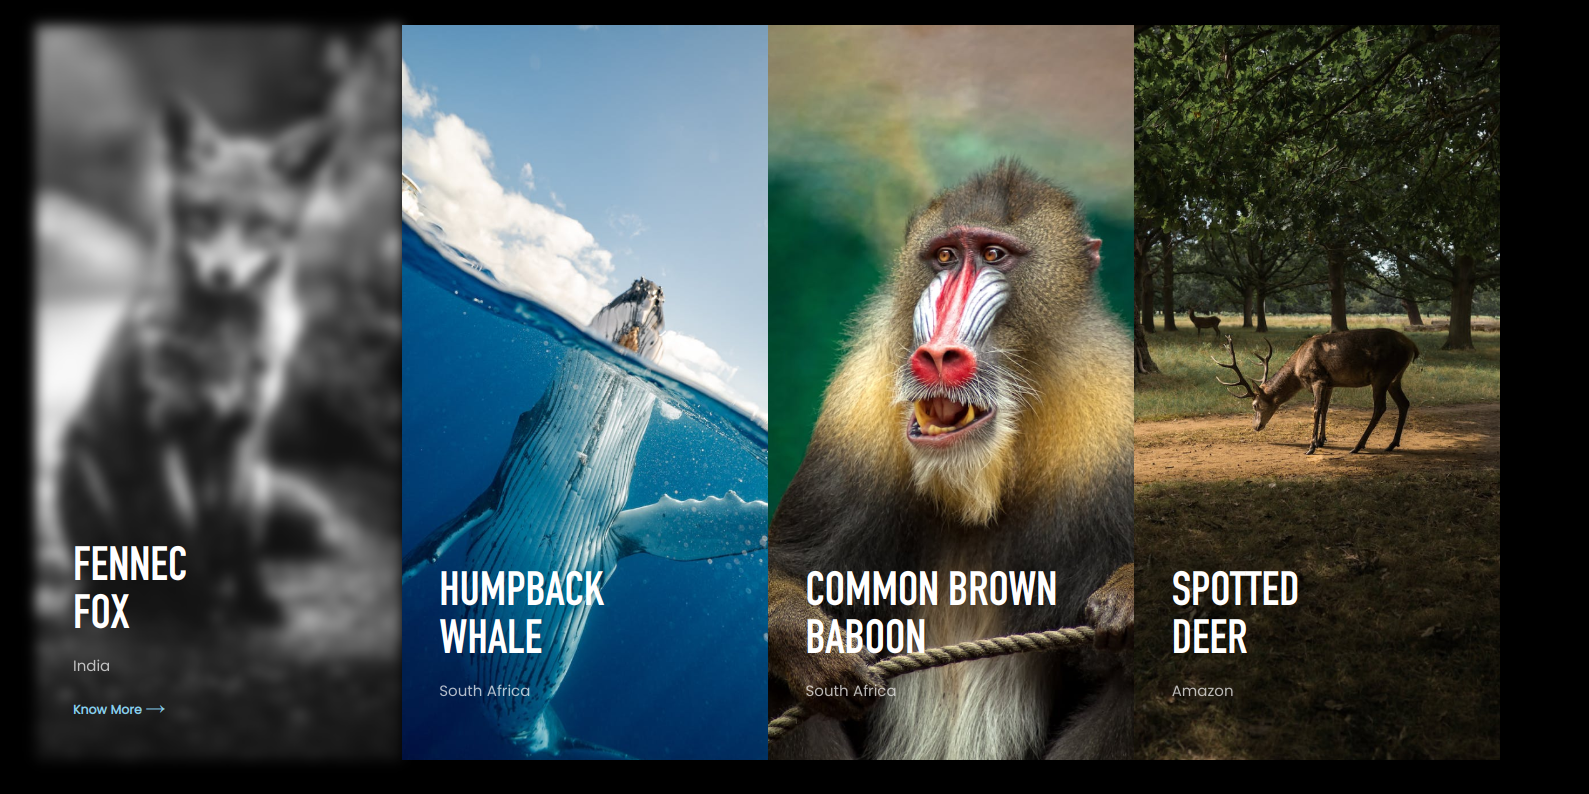 FENNEC
FOX
India
Know More →
HUMPBACK
WHALE
South Africa
COMMON BROWN
BABOON
South Africa
SPOTTED
DEER
Amazon